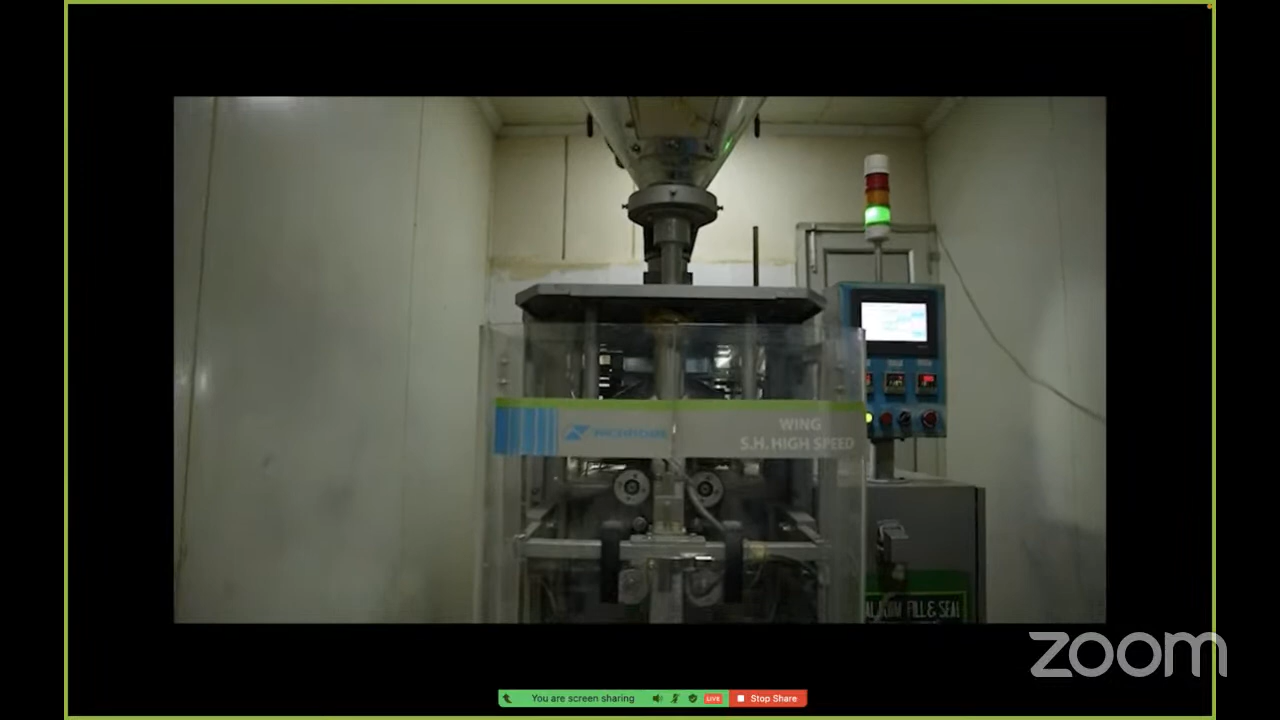 WING
S.H. HIGH SPEED
FILL & SEAL
zoom
You are screen sharing
LIVE
Stop Share